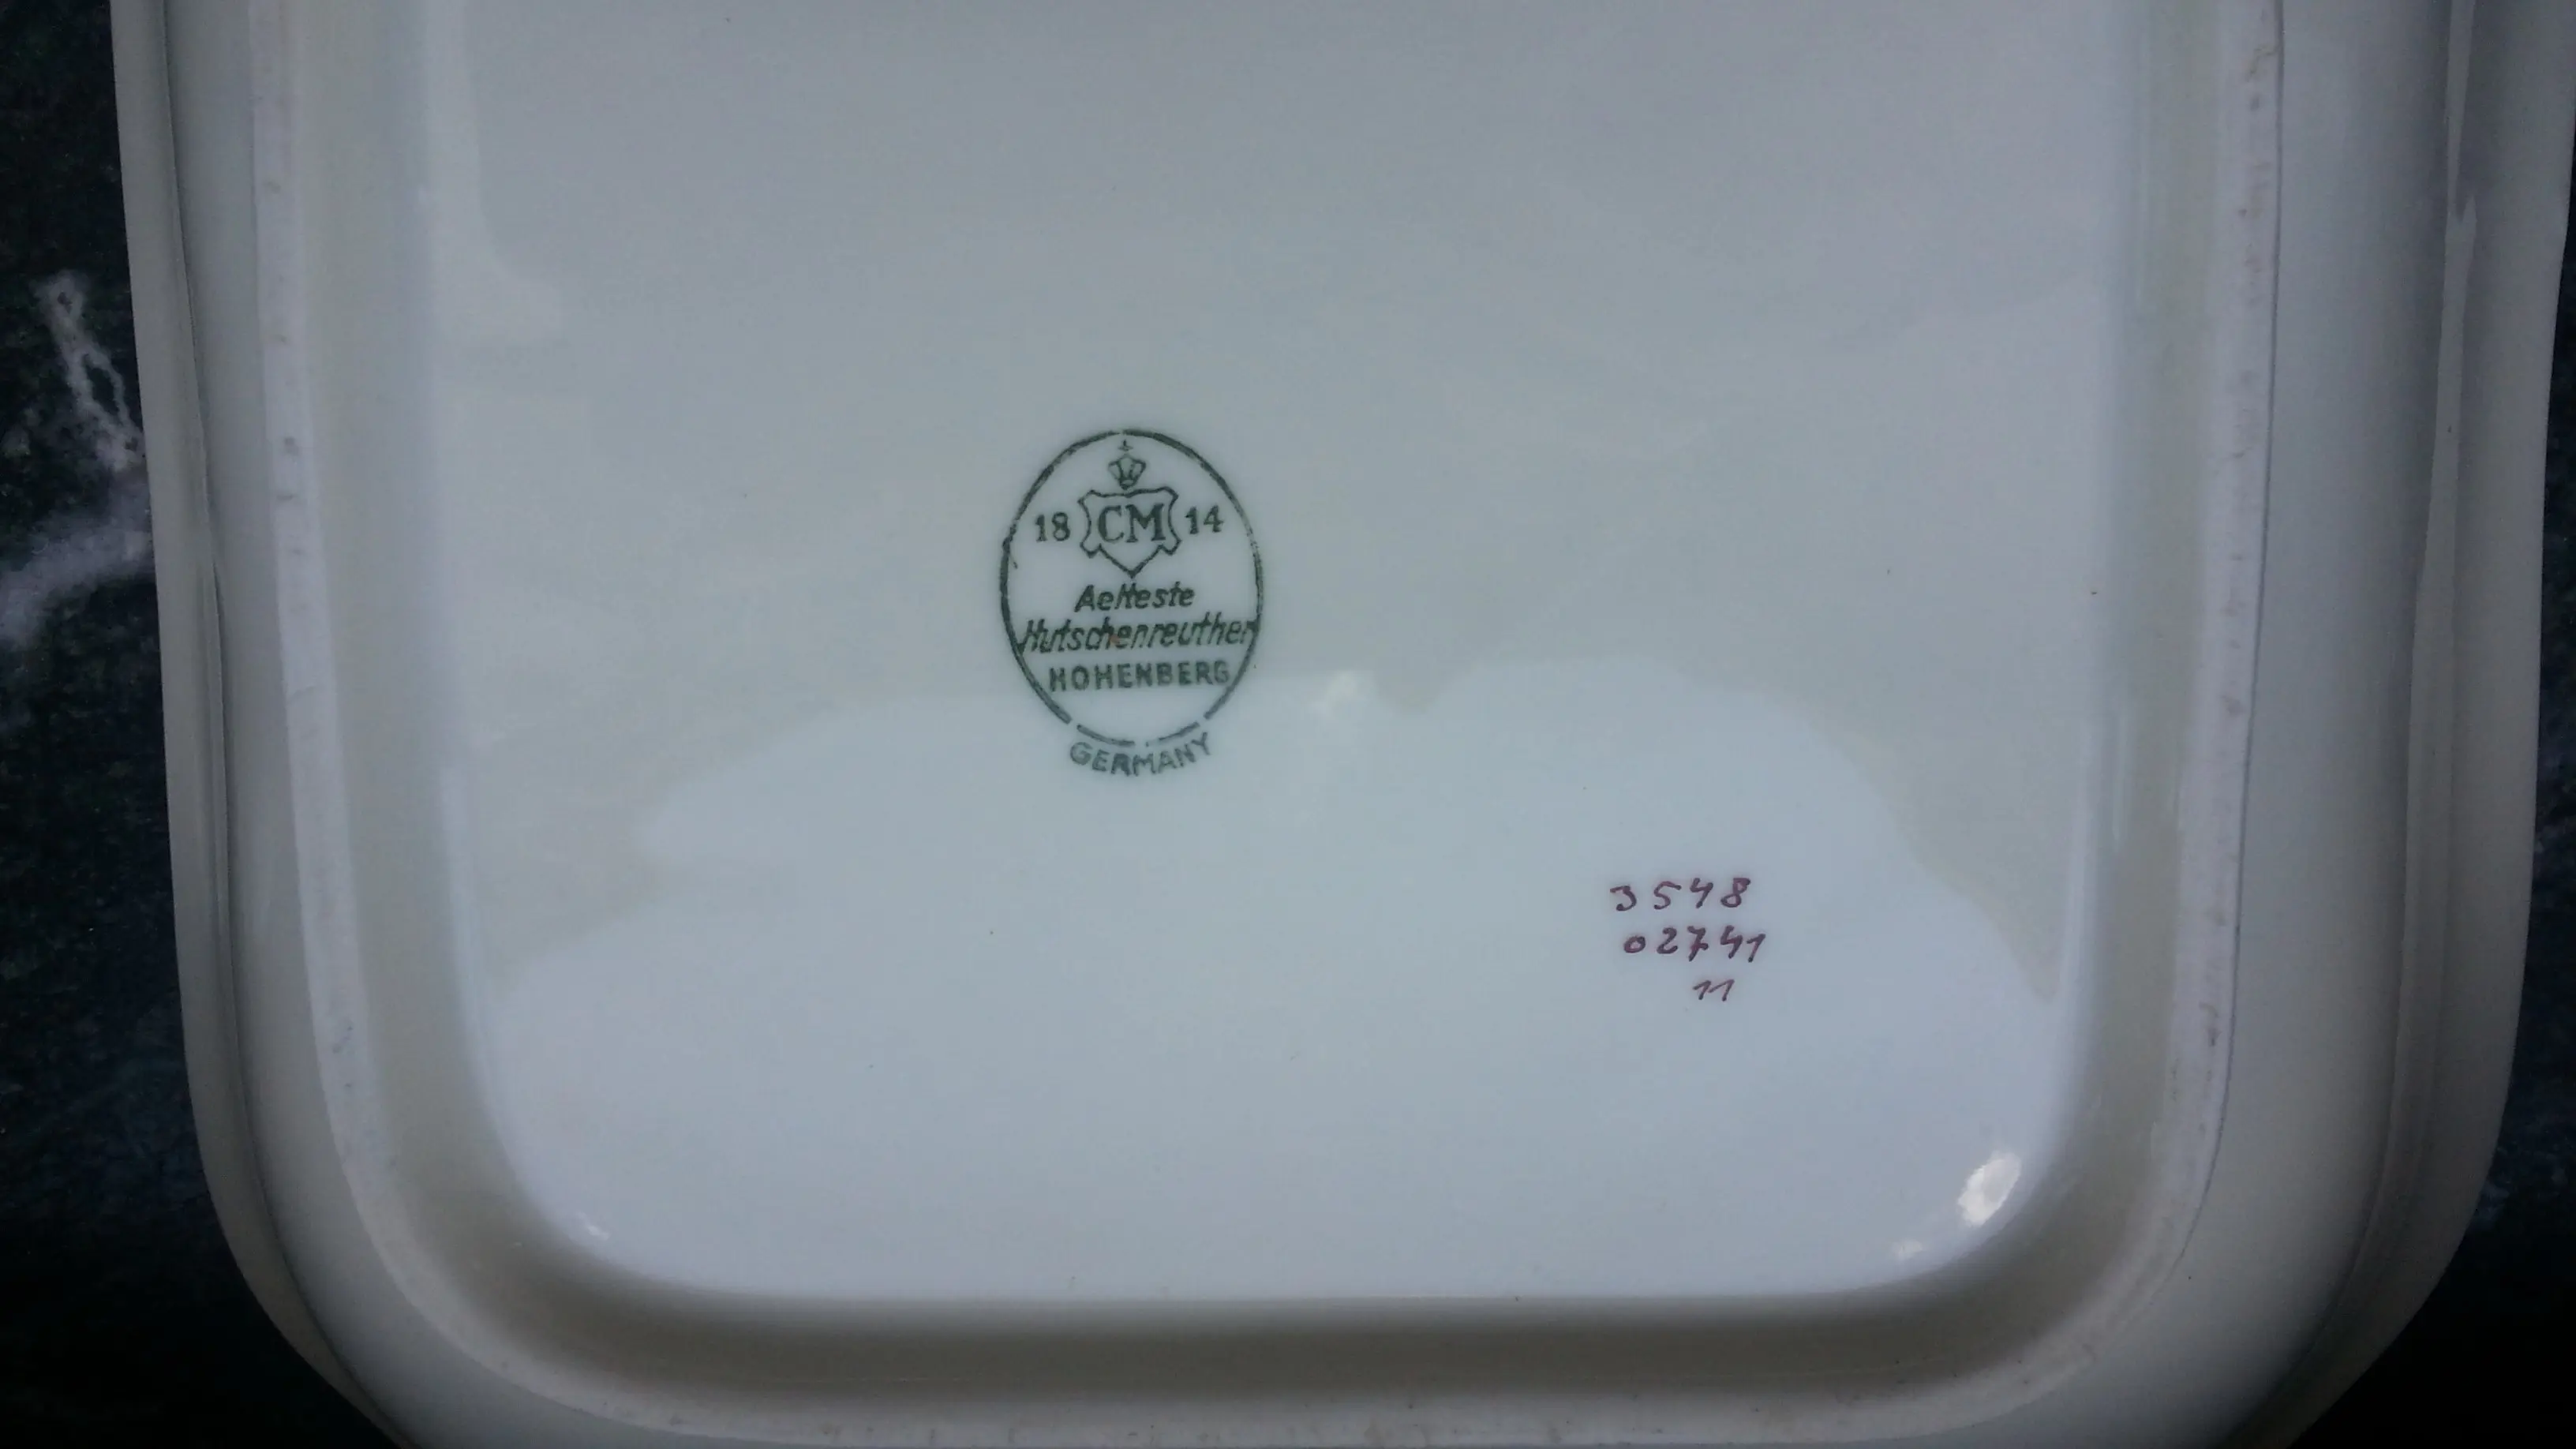 18 CM 14
Aelteste
Hutschenreuther
HOHENBERG
GERMANY
3548
02741
11